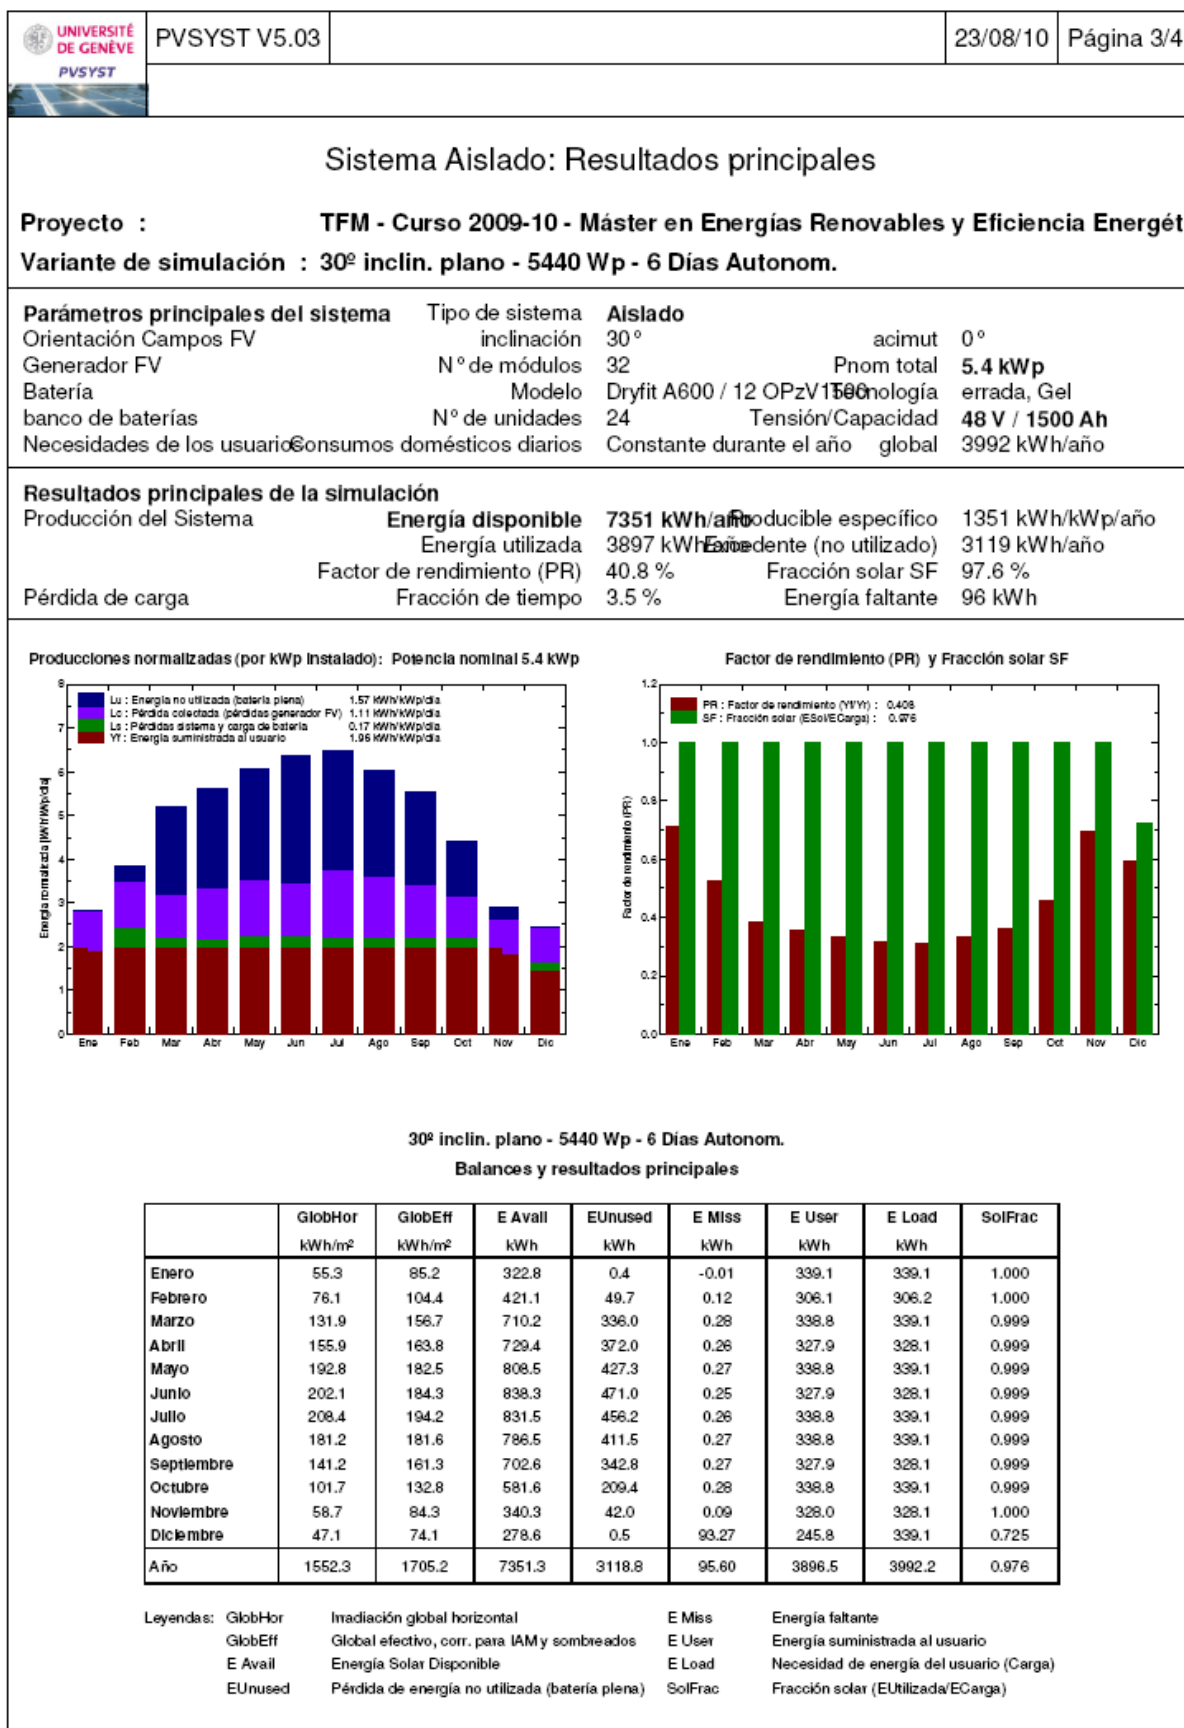 UNIVERSITÉ
DE GENÈVE
PVSYST
PVSYST V5.03
23/08/10
Página 3/4
Sistema Aislado: Resultados principales
Proyecto : TFM - Curso 2009-10 - Máster en Energías Renovables y Eficiencia Energét
Variante de simulación : 30º inclin. plano - 5440 Wp - 6 Días Autonom.
Parámetros principales del sistema Tipo de sistema Aislado
Orientación Campos FV inclinación 30° acimut 0°
Generador FV N° de módulos 32 Pnom total 5.4 kWp
Batería Modelo Dryfit A600 / 12 OPzV1500 Tecnología errada, Gel
banco de baterías N° de unidades 24 Tensión/Capacidad 48 V / 1500 Ah
Necesidades de los usuarios Consumos domésticos diarios Constante durante el año global 3992 kWh/año
Resultados principales de la simulación
Producción del Sistema Energía disponible 7351 kWh/año Producible específico 1351 kWh/kWp/año
Energía utilizada 3897 kWh/año Excedente (no utilizado) 3119 kWh/año
Factor de rendimiento (PR) 40.8 % Fracción solar SF 97.6 %
Pérdida de carga Fracción de tiempo 3.5 % Energía faltante 96 kWh
Producciones normalizadas (por kWp instalado): Potencia nominal 5.4 kWp
Lu : Energía no utilizada (batería plena) 1.57 kWh/kWp/día
Lc : Pérdida colectada (pérdidas generador FV) 1.11 kWh/kWp/día
Ls : Pérdidas sistema y carga de batería 0.17 kWh/kWp/día
Yf : Energía suministrada al usuario 1.96 kWh/kWp/día
Energía normalizada [kWh/kWp/día]
8
7
6
5
4
3
2
1
0
Ene Feb Mar Abr May Jun Jul Ago Sep Oct Nov Dic
Factor de rendimiento (PR) y Fracción solar SF
PR : Factor de rendimiento (Yf/Yr) : 0.408
SF : Fracción solar (ESol/ECarga) : 0.976
Factor de rendimiento (PR)
1.2
1.0
0.8
0.6
0.4
0.2
0.0
Ene Feb Mar Abr May Jun Jul Ago Sep Oct Nov Dic
30º inclin. plano - 5440 Wp - 6 Días Autonom.
Balances y resultados principales
GlobHor GlobEff E Avail EUnused E Miss E User E Load SolFrac
kWh/m² kWh/m² kWh kWh kWh kWh kWh
Enero 55.3 85.2 322.8 0.4 -0.01 339.1 339.1 1.000
Febrero 76.1 104.4 421.1 49.7 0.12 306.1 306.2 1.000
Marzo 131.9 156.7 710.2 336.0 0.28 338.8 339.1 0.999
Abril 155.9 163.8 729.4 372.0 0.26 327.9 328.1 0.999
Mayo 192.8 182.5 808.5 427.3 0.27 338.8 339.1 0.999
Junio 202.1 184.3 838.3 471.0 0.25 327.9 328.1 0.999
Julio 208.4 194.2 831.5 456.2 0.26 338.8 339.1 0.999
Agosto 181.2 181.6 786.5 411.5 0.27 338.8 339.1 0.999
Septiembre 141.2 161.3 702.6 342.8 0.27 327.9 328.1 0.999
Octubre 101.7 132.8 581.6 209.4 0.28 338.8 339.1 0.999
Noviembre 58.7 84.3 340.3 42.0 0.09 328.0 328.1 1.000
Diciembre 47.1 74.1 278.6 0.5 93.27 245.8 339.1 0.725
Año 1552.3 1705.2 7351.3 3118.8 95.60 3896.5 3992.2 0.976
Leyendas: GlobHor Irradiación global horizontal E Miss Energía faltante
GlobEff Global efectivo, corr. para IAM y sombreados E User Energía suministrada al usuario
E Avail Energía Solar Disponible E Load Necesidad de energía del usuario (Carga)
EUnused Pérdida de energía no utilizada (batería plena) SolFrac Fracción solar (EUtilizada/ECarga)